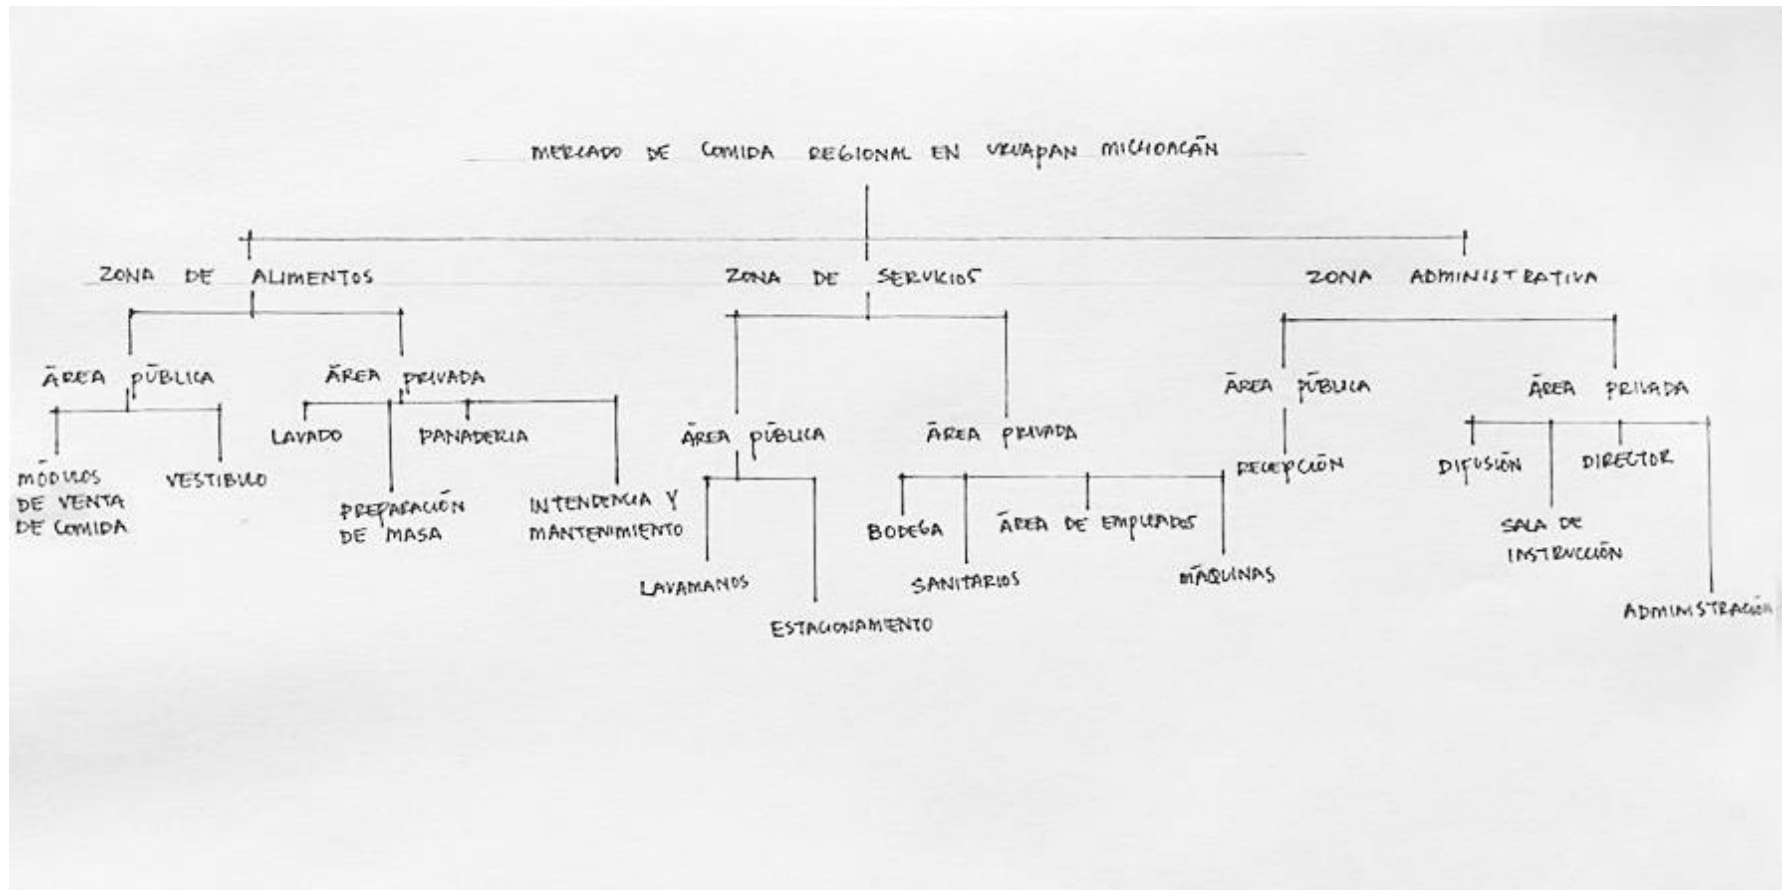 MERCADO DE COMIDA REGIONAL EN URUAPAN MICHOACÁN
ZONA DE ALIMENTOS
ZONA DE SERVICIOS
ZONA ADMINISTRATIVA
ÁREA PÚBLICA
ÁREA PRIVADA
ÁREA PÚBLICA
ÁREA PRIVADA
ÁREA PÚBLICA
ÁREA PRIVADA
MÓDULOS
DE VENTA
DE COMIDA
VESTIBULO
LAVADO
PREPARACIÓN
DE MASA
PANADERIA
INTENDENCIA Y
MANTENIMIENTO
LAVAMANOS
ESTACIONAMIENTO
BODEGA
SANITARIOS
ÁREA DE EMPLEADOS
MÁQUINAS
RECEPCIÓN
DIFUSIÓN
SALA DE
INSTRUCCIÓN
DIRECTOR
ADMINISTRACIÓN